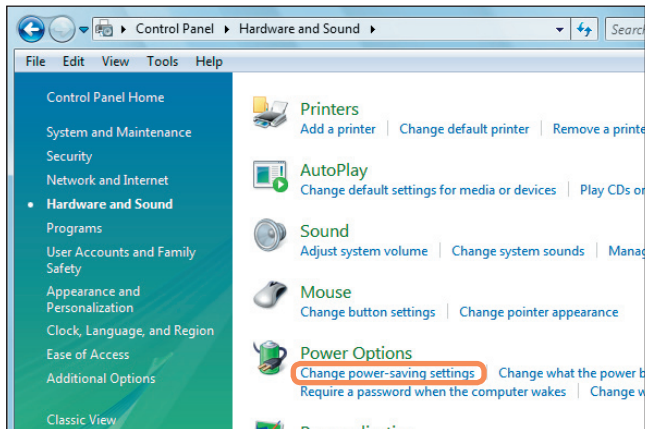 Control Panel ▸ Hardware and Sound ▸
Search
File Edit View Tools Help
Control Panel Home
System and Maintenance
Security
Network and Internet
Hardware and Sound
Programs
User Accounts and Family
Safety
Appearance and
Personalization
Clock, Language, and Region
Ease of Access
Additional Options
Classic View
Printers
Add a printer | Change default printer | Remove a printe
AutoPlay
Change default settings for media or devices | Play CDs or
Sound
Adjust system volume | Change system sounds | Manag
Mouse
Change button settings | Change pointer appearance
Power Options
Change power-saving settings | Change what the power b
Require a password when the computer wakes | Change w